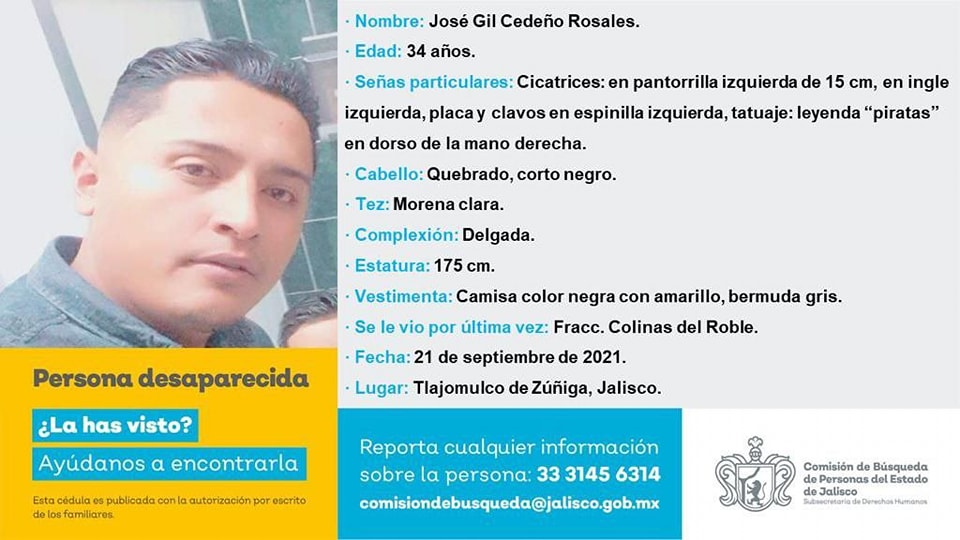 · Nombre: José Gil Cedeño Rosales.
· Edad: 34 años.
· Señas particulares: Cicatrices: en pantorrilla izquierda de 15 cm, en ingle
izquierda, placa y clavos en espinilla izquierda, tatuaje: leyenda “piratas”
en dorso de la mano derecha.
· Cabello: Quebrado, corto negro.
· Tez: Morena clara.
· Complexión: Delgada.
· Estatura: 175 cm.
· Vestimenta: Camisa color negra con amarillo, bermuda gris.
· Se le vio por última vez: Fracc. Colinas del Roble.
· Fecha: 21 de septiembre de 2021.
· Lugar: Tlajomulco de Zúñiga, Jalisco.
Persona desaparecida
¿La has visto?
Ayúdanos a encontrarla
Esta cédula es publicada con la autorización por escrito
de los familiares.
Reporta cualquier información
sobre la persona: 33 3145 6314
comisiondebusqueda@jalisco.gob.mx
Comisión de Búsqueda
de Personas del Estado
de Jalisco
Subsecretaría de Derechos Humanos